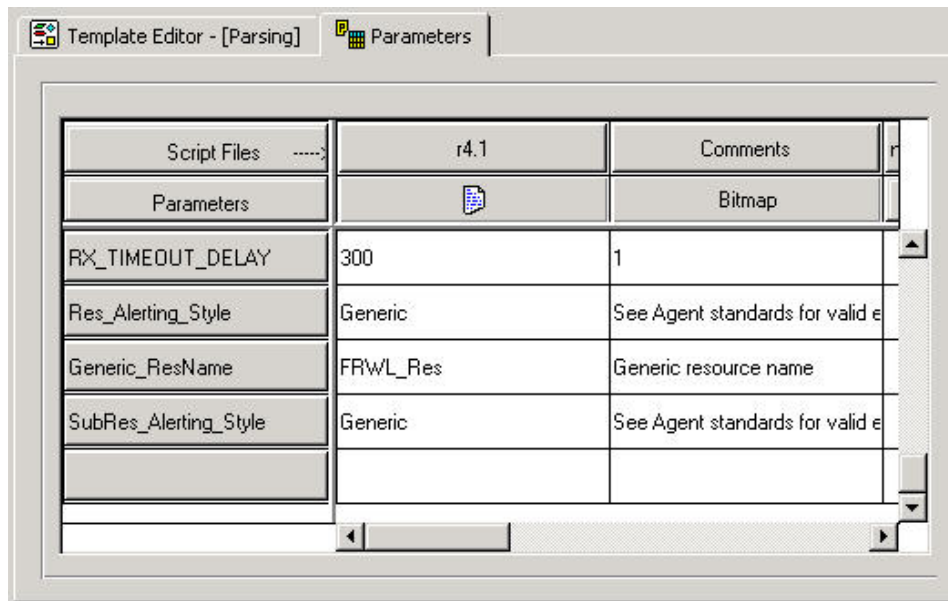 Template Editor - [Parsing] Parameters
Script Files -----> r4.1 Comments
Parameters Bitmap
RX_TIMEOUT_DELAY 300 1
Res_Alerting_Style Generic See Agent standards for valid e
Generic_ResName FRWL_Res Generic resource name
SubRes_Alerting_Style Generic See Agent standards for valid e